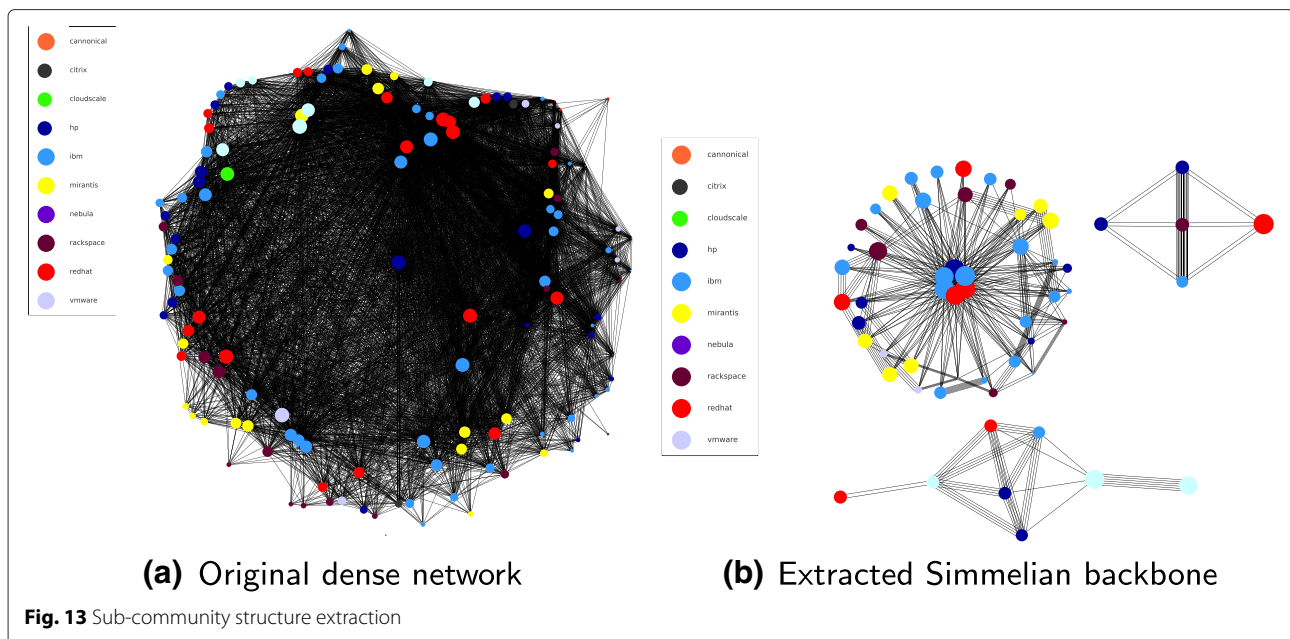 cannonical
citrix
cloudscale
hp
ibm
mirantis
nebula
rackspace
redhat
vmware
(a) Original dense network
cannonical
citrix
cloudscale
hp
ibm
mirantis
nebula
rackspace
redhat
vmware
(b) Extracted Simmelian backbone
Fig. 13 Sub-community structure extraction